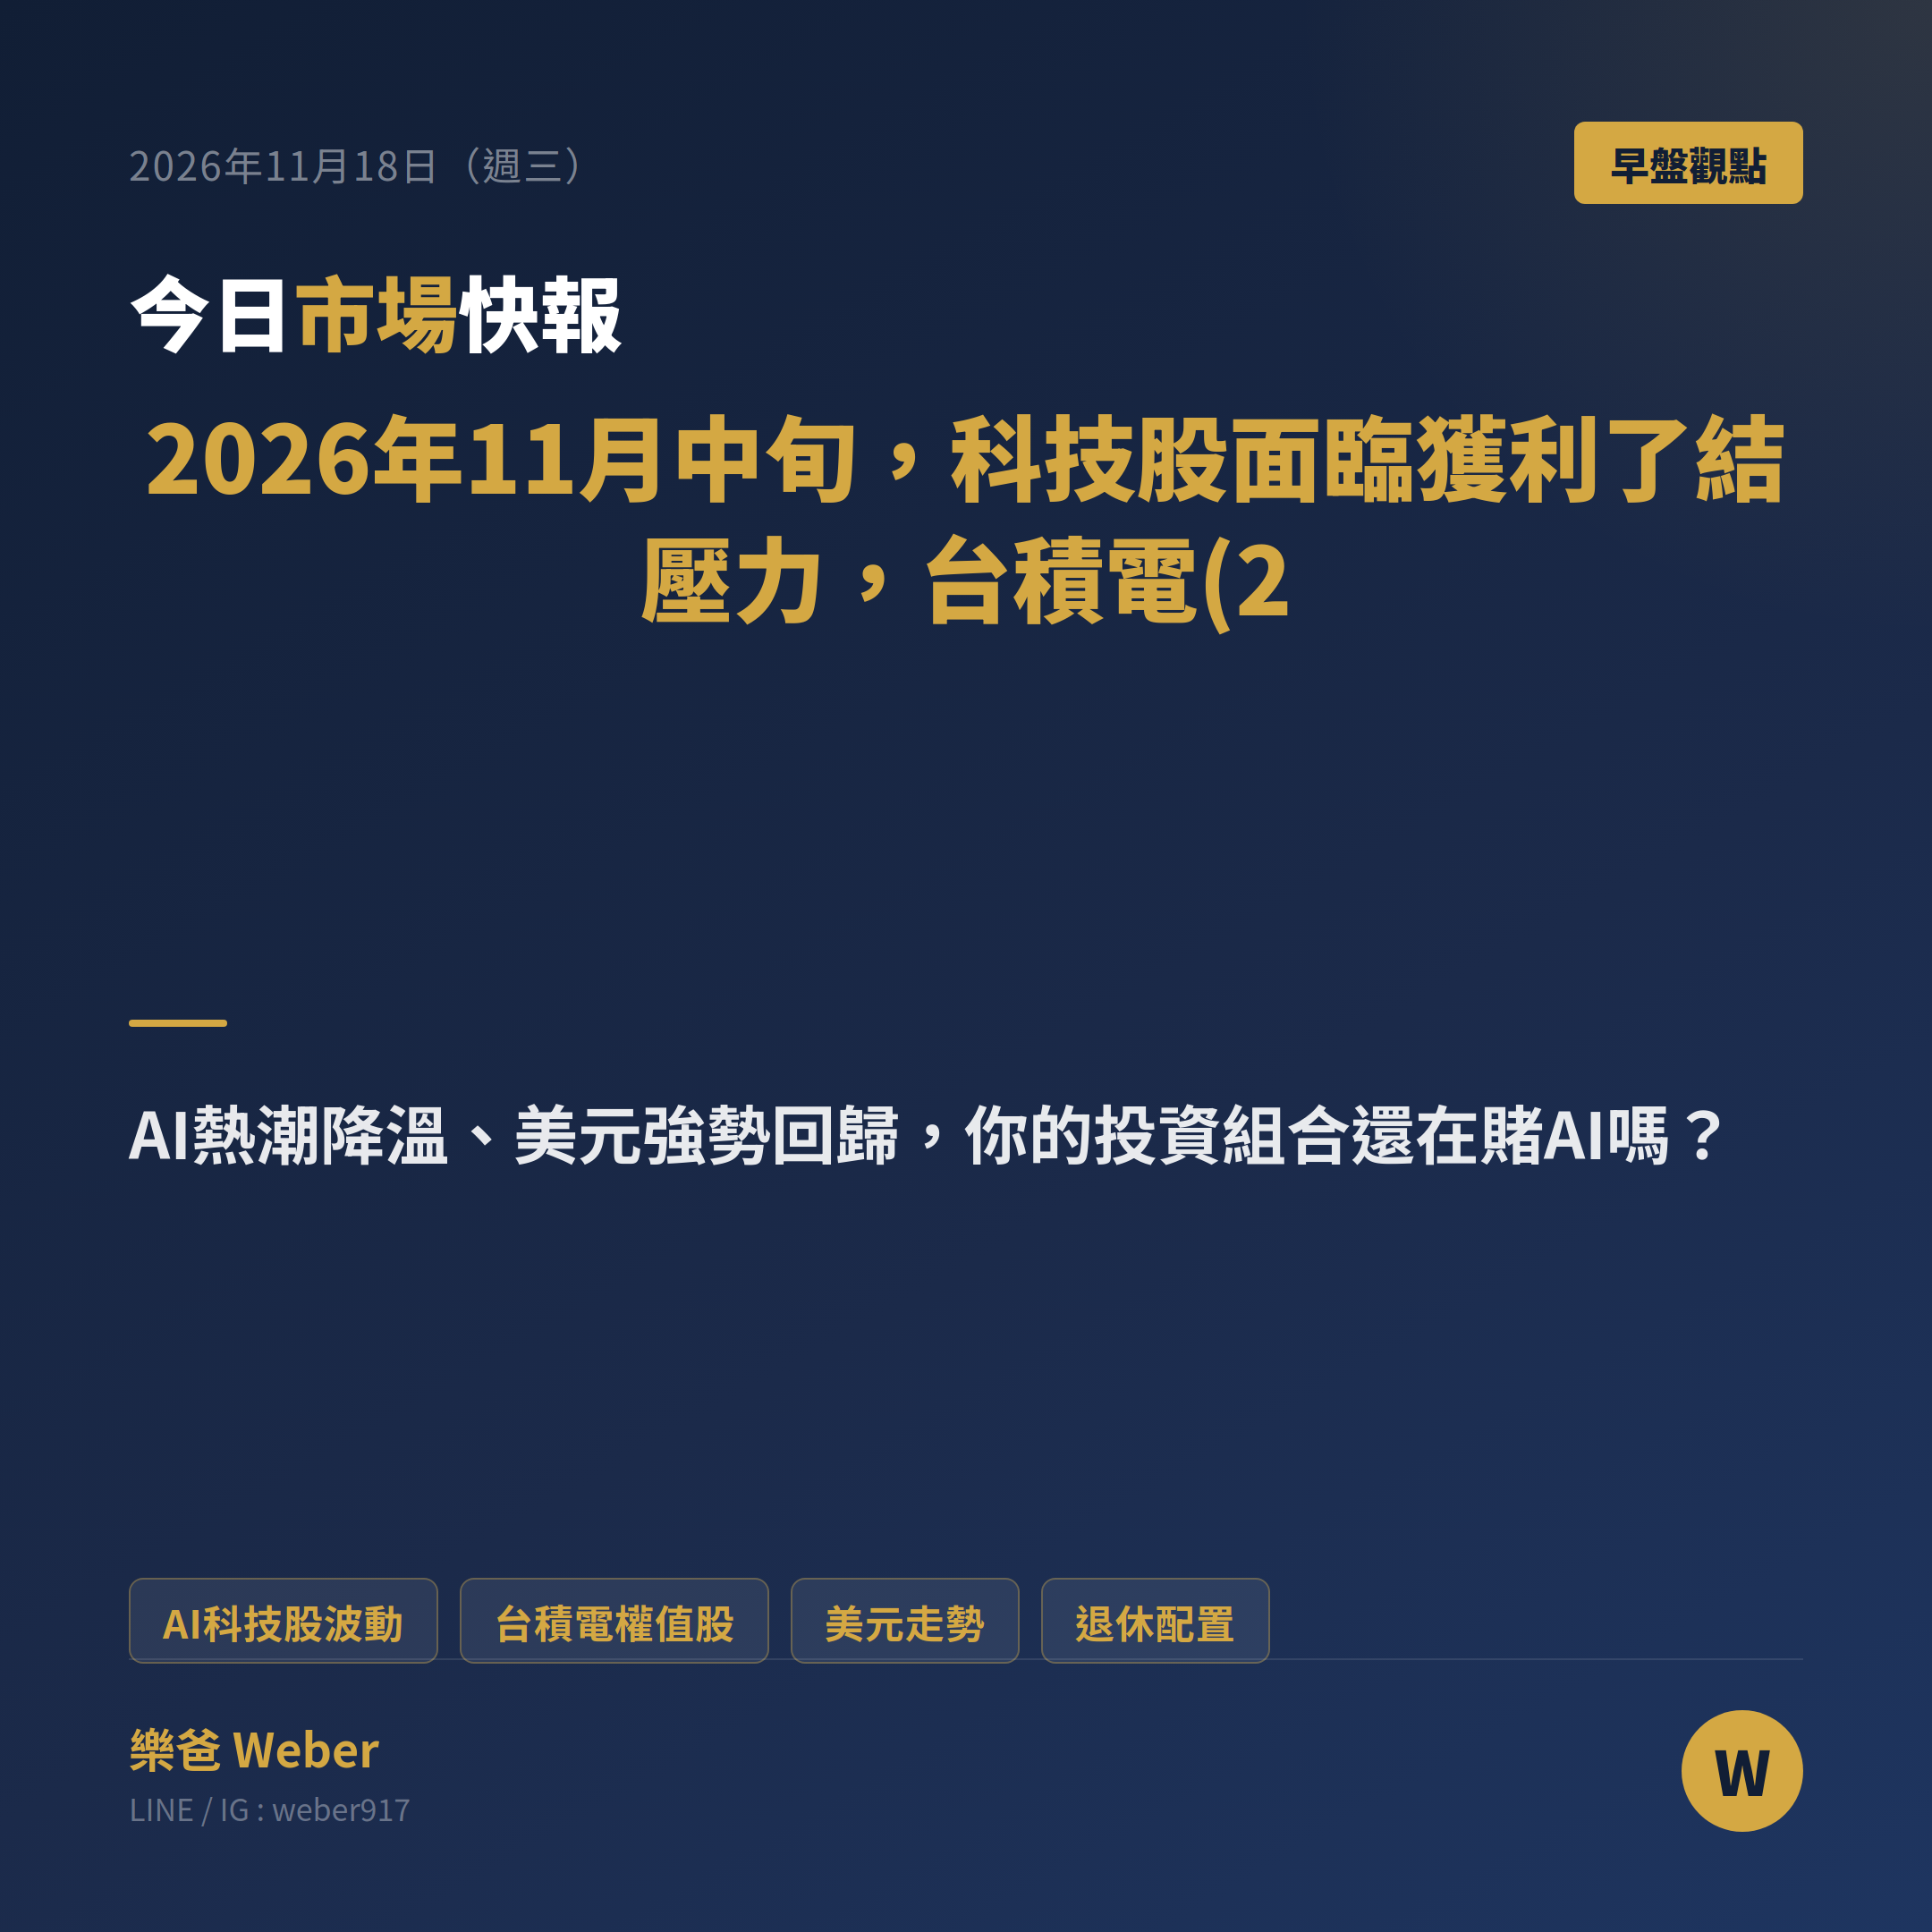 2026年11月18日（週三）
早盤觀點
今日市場快報
2026年11月中旬，科技股面臨獲利了結
壓力，台積電(2
AI熱潮降溫、美元強勢回歸，你的投資組合還在賭AI嗎？
AI科技股波動
台積電權值股
美元走勢
退休配置
樂爸 Weber
LINE / IG : weber917
W